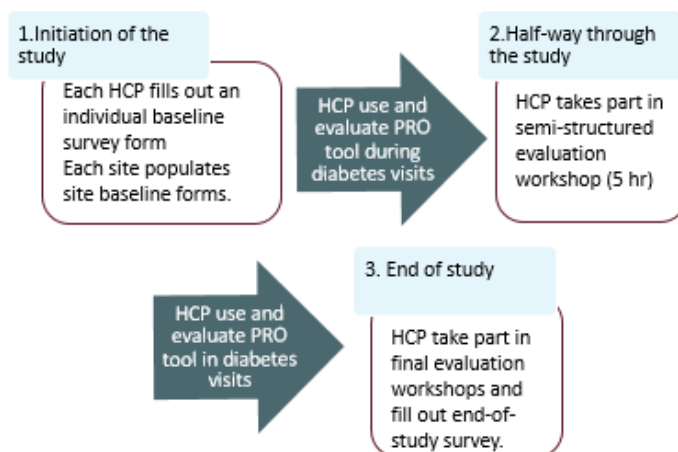 1.Initiation of the
study
Each HCP fills out an
individual baseline
survey form
Each site populates
site baseline forms.
HCP use and
evaluate PRO
tool during
diabetes visits
2.Half-way through
the study
HCP takes part in
semi-structured
evaluation
workshop (5 hr)
HCP use and
evaluate PRO
tool in diabetes
visits
3. End of study
HCP take part in
final evaluation
workshops and
fill out end-of-
study survey.